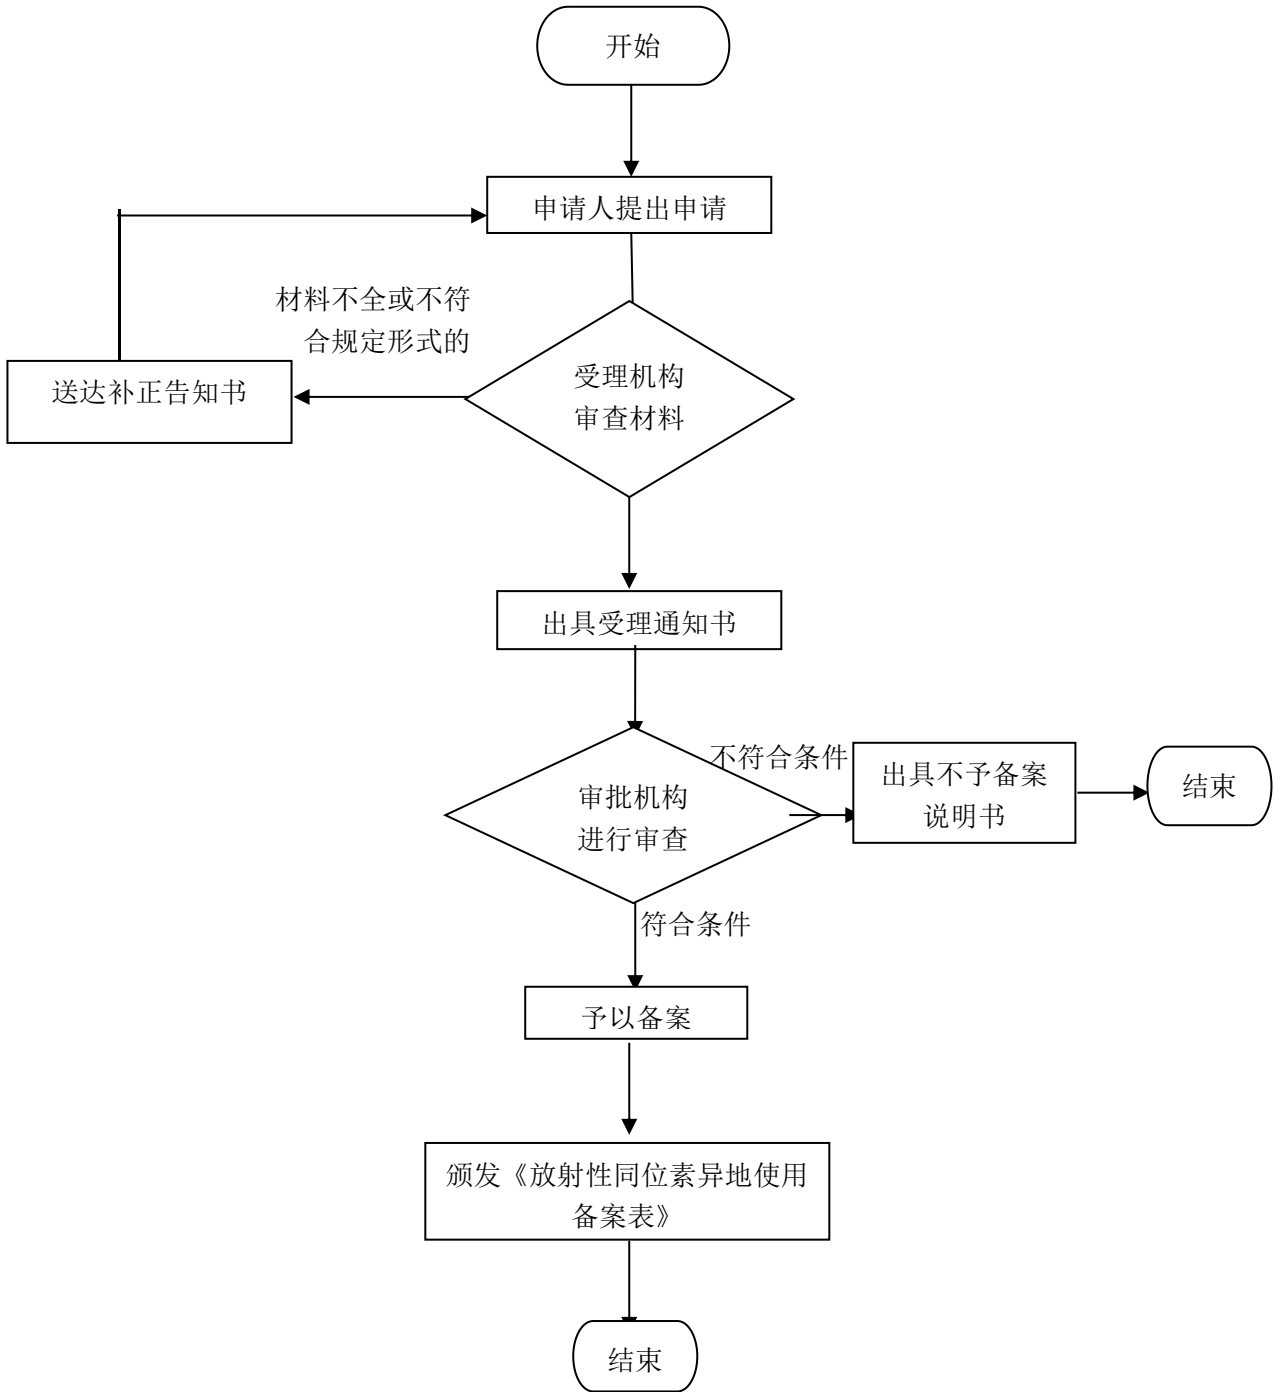 开始
申请人提出申请
材料不全或不符
合规定形式的
受理机构
审查材料
送达补正告知书
出具受理通知书
不符合条件
出具不予备案
说明书
结束
审批机构
进行审查
符合条件
予以备案
颁发《放射性同位素异地使用
备案表》
结束